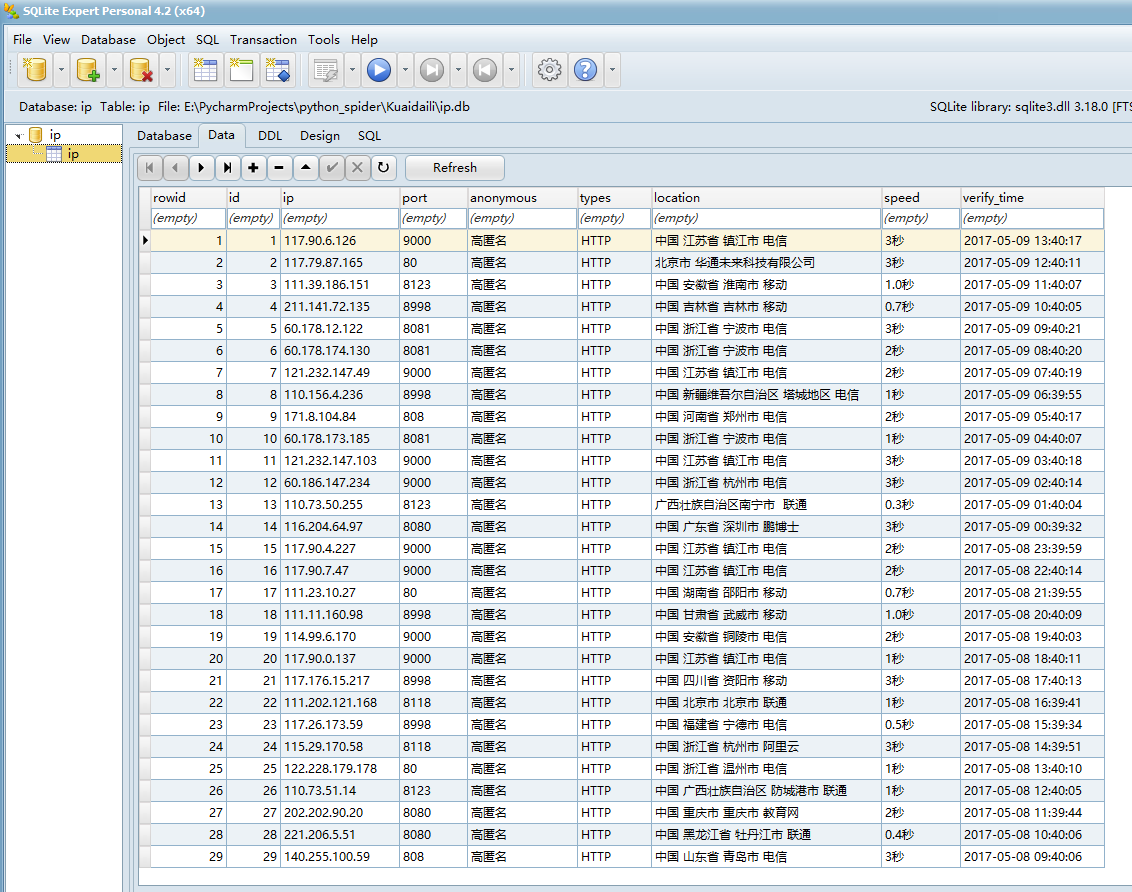 SQLite Expert Personal 4.2 (x64)
File View Database Object SQL Transaction Tools Help
Database: ip Table: ip File: E:\PycharmProjects\python_spider\Kuaidaili\ip.db SQLite library: sqlite3.dll 3.18.0 [FTS
ip
ip
Database Data DDL Design SQL
Refresh
rowid id ip port anonymous types location speed verify_time
(empty) (empty) (empty) (empty) (empty) (empty) (empty) (empty) (empty)
1 1 117.90.6.126 9000 高匿名 HTTP 中国 江苏省 镇江市 电信 3秒 2017-05-09 13:40:17
2 2 117.79.87.165 80 高匿名 HTTP 北京市 华通未来科技有限公司 3秒 2017-05-09 12:40:11
3 3 111.39.186.151 8123 高匿名 HTTP 中国 安徽省 淮南市 移动 1.0秒 2017-05-09 11:40:07
4 4 211.141.72.135 8998 高匿名 HTTP 中国 吉林省 吉林市 移动 0.7秒 2017-05-09 10:40:05
5 5 60.178.12.122 8081 高匿名 HTTP 中国 浙江省 宁波市 电信 3秒 2017-05-09 09:40:21
6 6 60.178.174.130 8081 高匿名 HTTP 中国 浙江省 宁波市 电信 2秒 2017-05-09 08:40:20
7 7 121.232.147.49 9000 高匿名 HTTP 中国 江苏省 镇江市 电信 2秒 2017-05-09 07:40:19
8 8 110.156.4.236 8998 高匿名 HTTP 中国 新疆维吾尔自治区 塔城地区 电信 1秒 2017-05-09 06:39:55
9 9 171.8.104.84 808 高匿名 HTTP 中国 河南省 郑州市 电信 2秒 2017-05-09 05:40:17
10 10 60.178.173.185 8081 高匿名 HTTP 中国 浙江省 宁波市 电信 1秒 2017-05-09 04:40:07
11 11 121.232.147.103 9000 高匿名 HTTP 中国 江苏省 镇江市 电信 3秒 2017-05-09 03:40:18
12 12 60.186.147.234 9000 高匿名 HTTP 中国 浙江省 杭州市 电信 3秒 2017-05-09 02:40:14
13 13 110.73.50.255 8123 高匿名 HTTP 广西壮族自治区南宁市 联通 0.3秒 2017-05-09 01:40:04
14 14 116.204.64.97 8080 高匿名 HTTP 中国 广东省 深圳市 鹏博士 3秒 2017-05-09 00:39:32
15 15 117.90.4.227 9000 高匿名 HTTP 中国 江苏省 镇江市 电信 2秒 2017-05-08 23:39:59
16 16 117.90.7.47 9000 高匿名 HTTP 中国 江苏省 镇江市 电信 2秒 2017-05-08 22:40:14
17 17 111.23.10.27 80 高匿名 HTTP 中国 湖南省 邵阳市 移动 0.7秒 2017-05-08 21:39:55
18 18 111.11.160.98 8998 高匿名 HTTP 中国 甘肃省 武威市 移动 1.0秒 2017-05-08 20:40:09
19 19 114.99.6.170 9000 高匿名 HTTP 中国 安徽省 铜陵市 电信 2秒 2017-05-08 19:40:03
20 20 117.90.0.137 9000 高匿名 HTTP 中国 江苏省 镇江市 电信 1秒 2017-05-08 18:40:11
21 21 117.176.15.217 8998 高匿名 HTTP 中国 四川省 资阳市 移动 3秒 2017-05-08 17:40:13
22 22 111.202.121.168 8118 高匿名 HTTP 中国 北京市 北京市 联通 1秒 2017-05-08 16:39:41
23 23 117.26.173.59 8998 高匿名 HTTP 中国 福建省 宁德市 电信 0.5秒 2017-05-08 15:39:34
24 24 115.29.170.58 8118 高匿名 HTTP 中国 浙江省 杭州市 阿里云 3秒 2017-05-08 14:39:51
25 25 122.228.179.178 80 高匿名 HTTP 中国 浙江省 温州市 电信 1秒 2017-05-08 13:40:10
26 26 110.73.51.14 8123 高匿名 HTTP 中国 广西壮族自治区 防城港市 联通 1秒 2017-05-08 12:40:05
27 27 202.202.90.20 8080 高匿名 HTTP 中国 重庆市 重庆市 教育网 2秒 2017-05-08 11:39:44
28 28 221.206.5.51 8080 高匿名 HTTP 中国 黑龙江省 牡丹江市 联通 0.4秒 2017-05-08 10:40:06
29 29 140.255.100.59 808 高匿名 HTTP 中国 山东省 青岛市 电信 3秒 2017-05-08 09:40:06